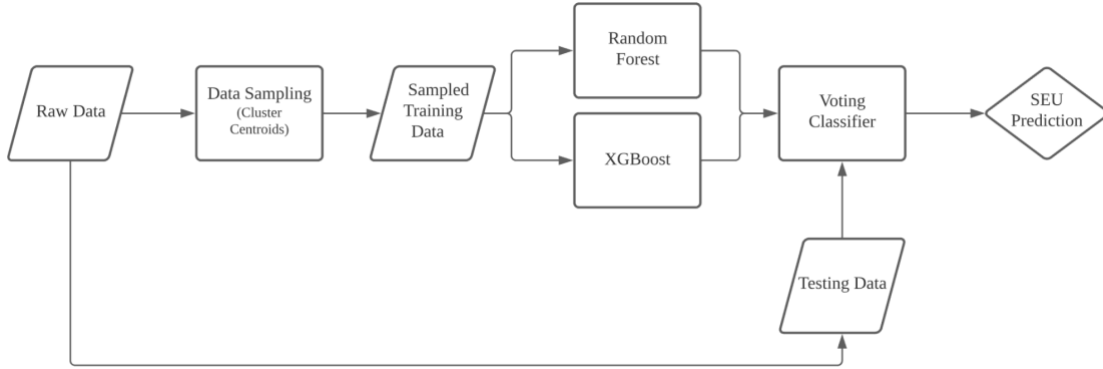 Raw Data
Data Sampling
(Cluster
Centroids)
Sampled
Training
Data
Random
Forest
XGBoost
Voting
Classifier
SEU
Prediction
Testing Data